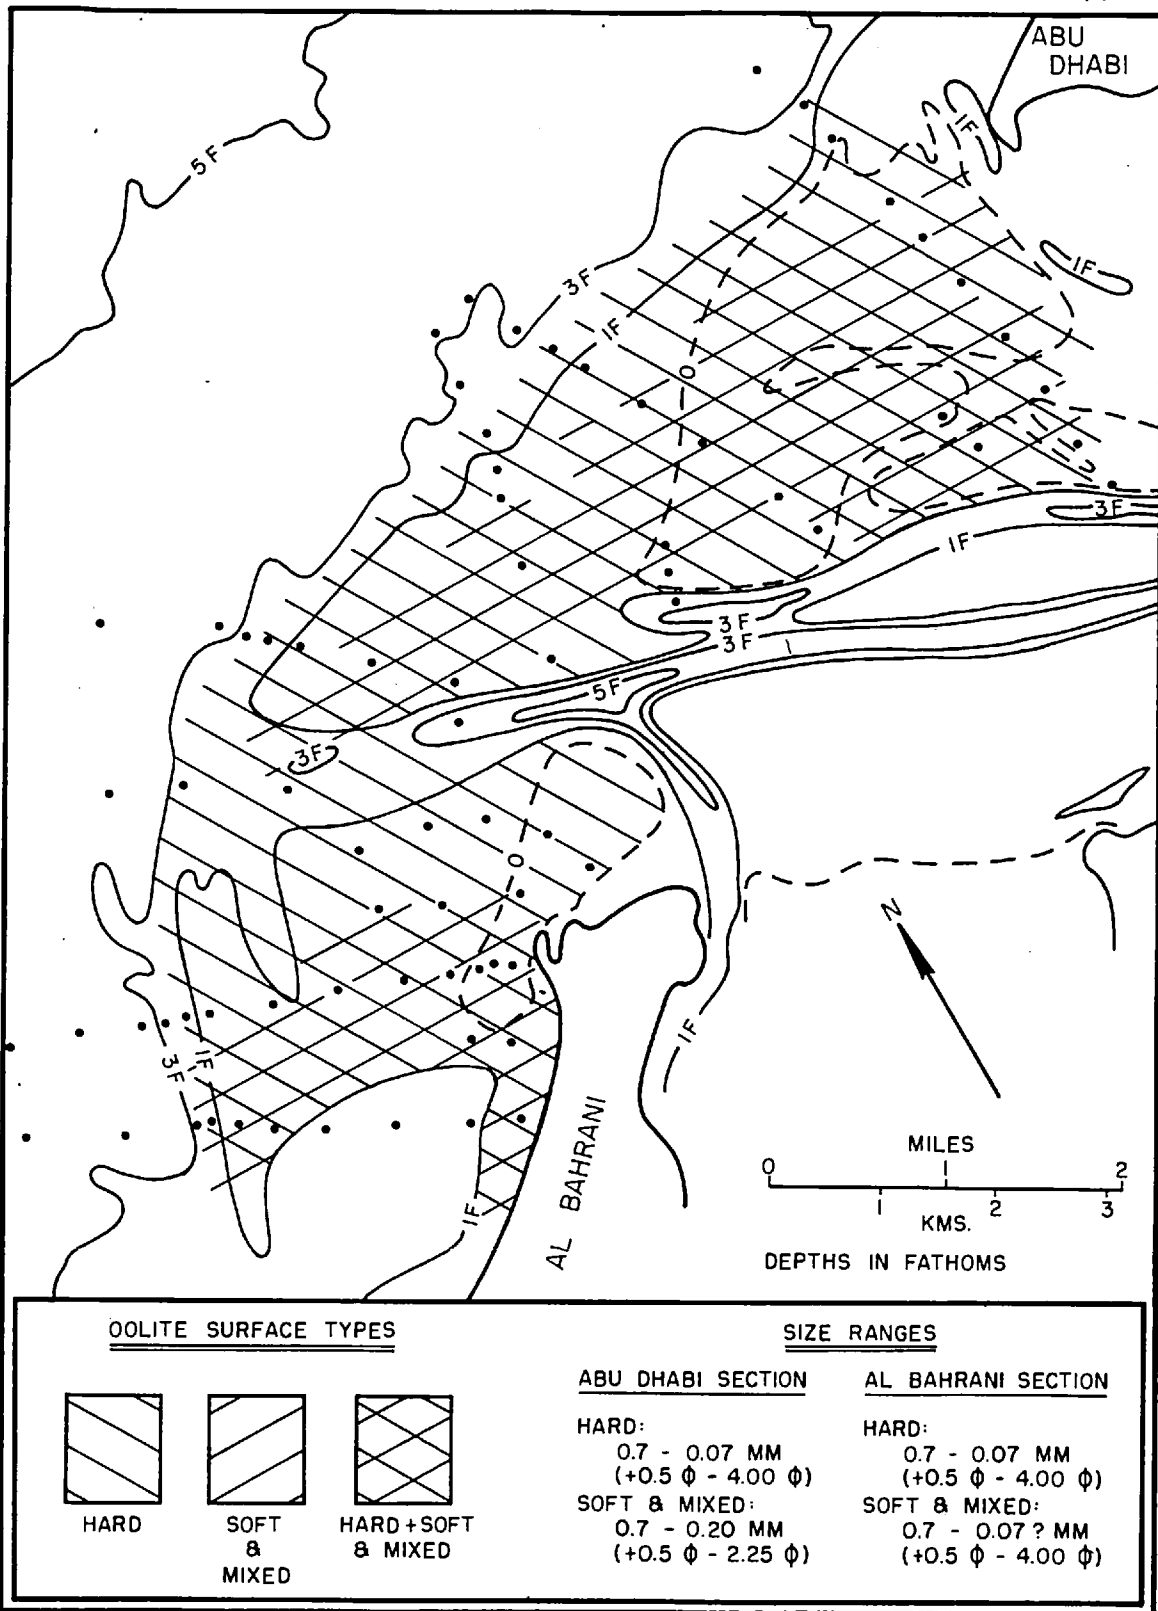 ABU
DHABI
5F
1F
1F
3F
1F
0
3F
1F
3F
3F
5F
3F
0
N
3F
1F
1F
1F
AL BAHRANI
MILES
0 1 2
1 2 3
KMS.
DEPTHS IN FATHOMS
OOLITE SURFACE TYPES
HARD
SOFT
&
MIXED
HARD + SOFT
& MIXED
SIZE RANGES
ABU DHABI SECTION
HARD:
0.7 - 0.07 MM
(+0.5 ϕ - 4.00 ϕ)
SOFT & MIXED:
0.7 - 0.20 MM
(+0.5 ϕ - 2.25 ϕ)
AL BAHRANI SECTION
HARD:
0.7 - 0.07 MM
(+0.5 ϕ - 4.00 ϕ)
SOFT & MIXED:
0.7 - 0.07 ? MM
(+0.5 ϕ - 4.00 ϕ)